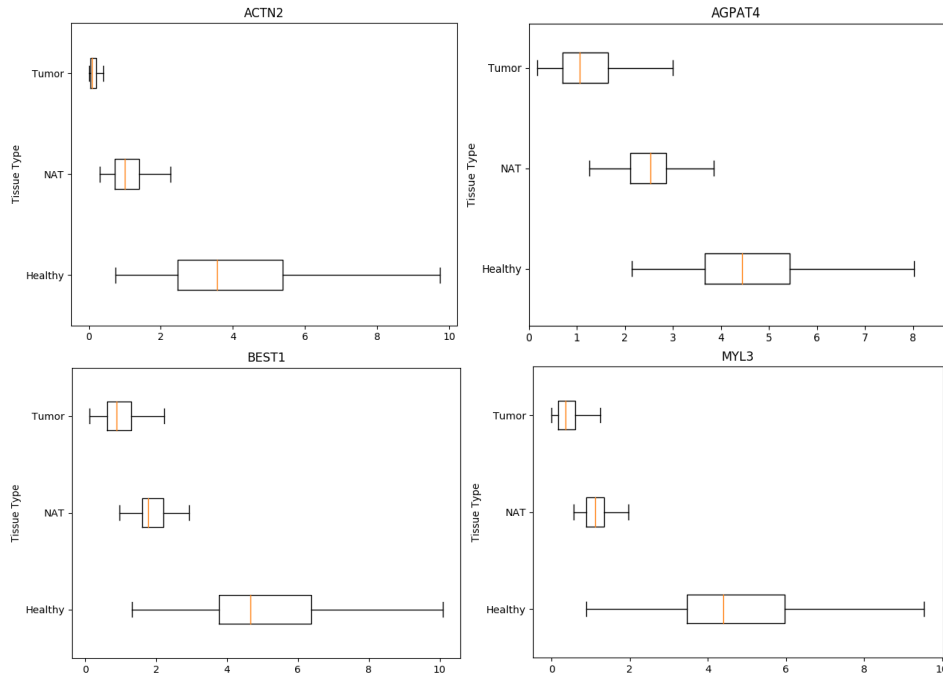 ACTN2
Tissue Type
Tumor
NAT
Healthy
0 2 4 6 8 10
AGPAT4
Tissue Type
Tumor
NAT
Healthy
0 1 2 3 4 5 6 7 8
BEST1
Tissue Type
Tumor
NAT
Healthy
0 2 4 6 8 10
MYL3
Tissue Type
Tumor
NAT
Healthy
0 2 4 6 8 10